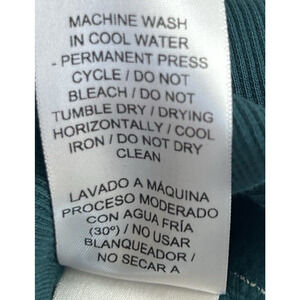 MACHINE WASH
IN COOL WATER
- PERMANENT PRESS
CYCLE / DO NOT
BLEACH / DO NOT
TUMBLE DRY / DRYING
HORIZONTALLY / COOL
IRON / DO NOT DRY
CLEAN
LAVADO A MÁQUINA
PROCESO MODERADO
CON AGUA FRÍA
(30º) / NO USAR
BLANQUEADOR /
NO SECAR A